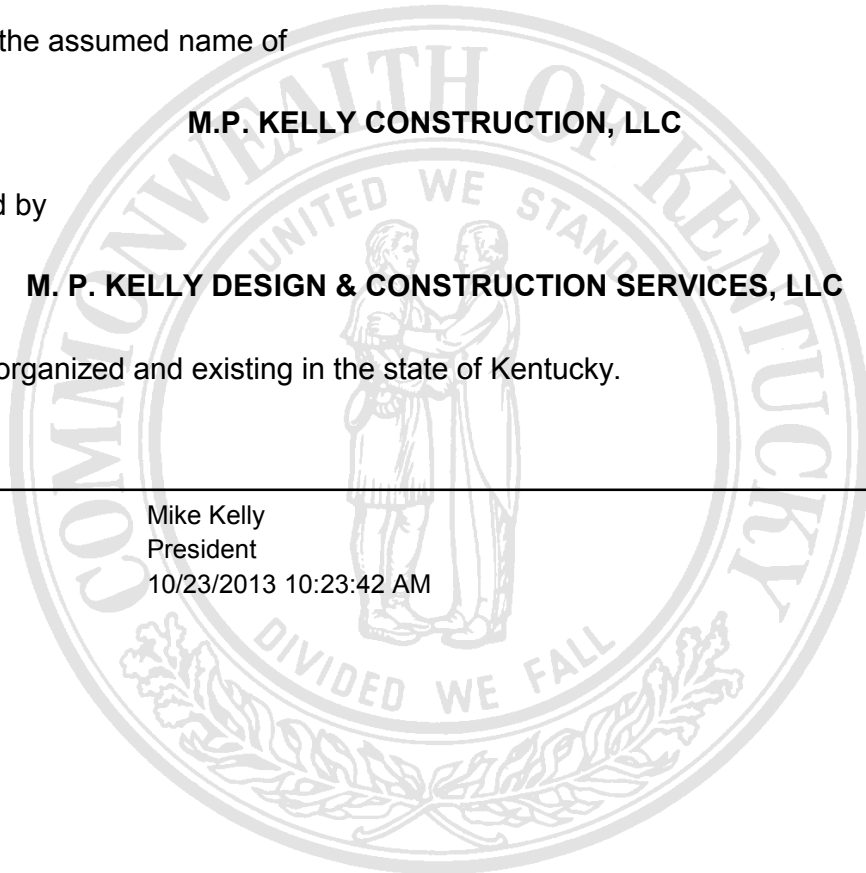 the assumed name of
M.P. KELLY CONSTRUCTION, LLC
d by
M. P. KELLY DESIGN & CONSTRUCTION SERVICES, LLC
organized and existing in the state of Kentucky.
Mike Kelly
President
10/23/2013 10:23:42 AM
COMMONWEALTH OF KENTUCKY
UNITED WE STAND
DIVIDED WE FALL